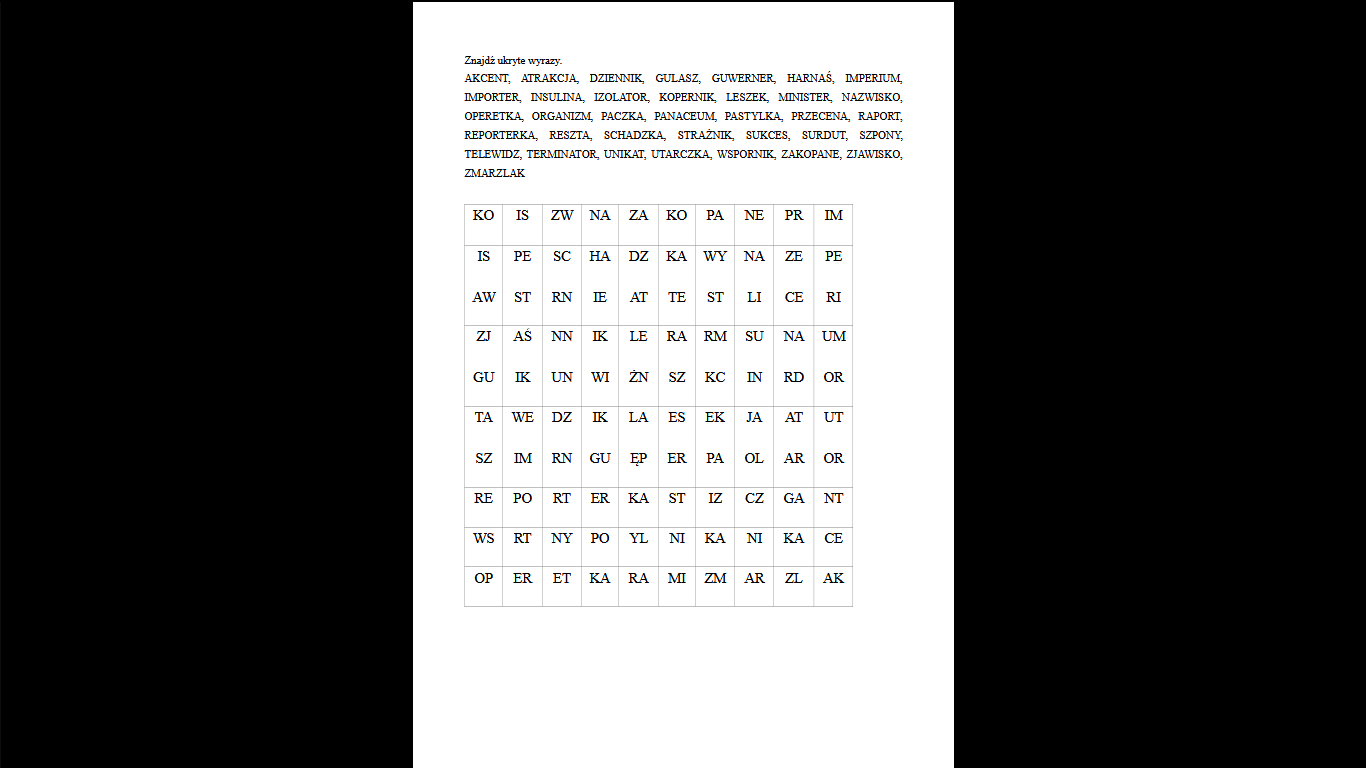 Znajdź ukryte wyrazy.
AKCENT, ATRAKCJA, DZIENNIK, GULASZ, GUWERNER, HARNAŚ, IMPERIUM,
IMPORTER, INSULINA, IZOLATOR, KOPERNIK, LESZEK, MINISTER, NAZWISKO,
OPERETKA, ORGANIZM, PACZKA, PANACEUM, PASTYLKA, PRZECENA, RAPORT,
REPORTERKA, RESZTA, SCHADZKA, STRAŻNIK, SUKCES, SURDUT, SZPONY,
TELEWIDZ, TERMINATOR, UNIKAT, UTARCZKA, WSPORNIK, ZAKOPANE, ZJAWISKO,
ZMARZLAK
KO IS ZW NA ZA KO PA NE PR IM
IS PE SC HA DZ KA WY NA ZE PE
AW ST RN IE AT TE ST LI CE RI
ZJ AŚ NN IK LE RA RM SU NA UM
GU IK UN WI ŻN SZ KC IN RD OR
TA WE DZ IK LA ES EK JA AT UT
SZ IM RN GU ĘP ER PA OL AR OR
RE PO RT ER KA ST IZ CZ GA NT
WS RT NY PO YL NI KA NI KA CE
OP ER ET KA RA MI ZM AR ZL AK